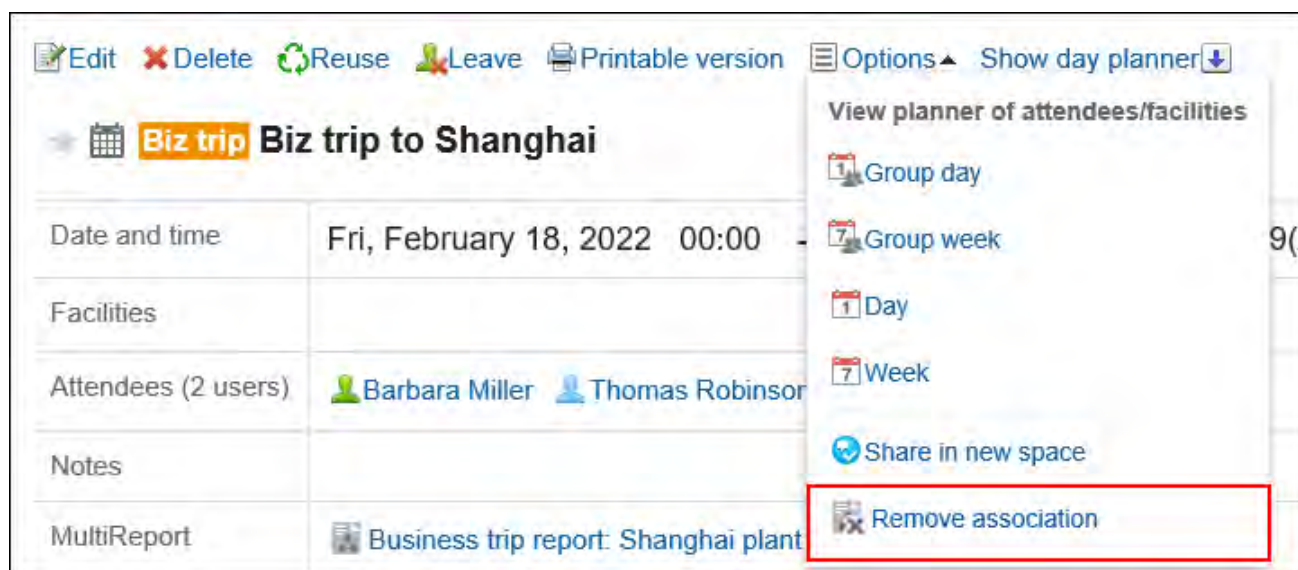 Edit Delete Reuse Leave Printable version Options▲ Show day planner
View planner of attendees/facilities
Biz trip Biz trip to Shanghai
Group day
Date and time Fri, February 18, 2022 00:00 - Group week 9(
Facilities Day
Attendees (2 users) Barbara Miller Thomas Robinson Week
Notes Share in new space
MultiReport Business trip report: Shanghai plant Remove association